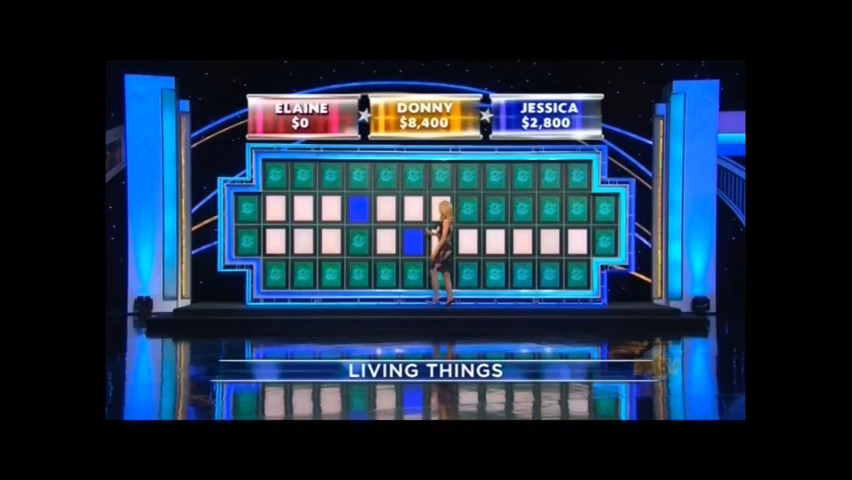 ELAINE
$0
DONNY
$8,400
JESSICA
$2,800
LIVING THINGS